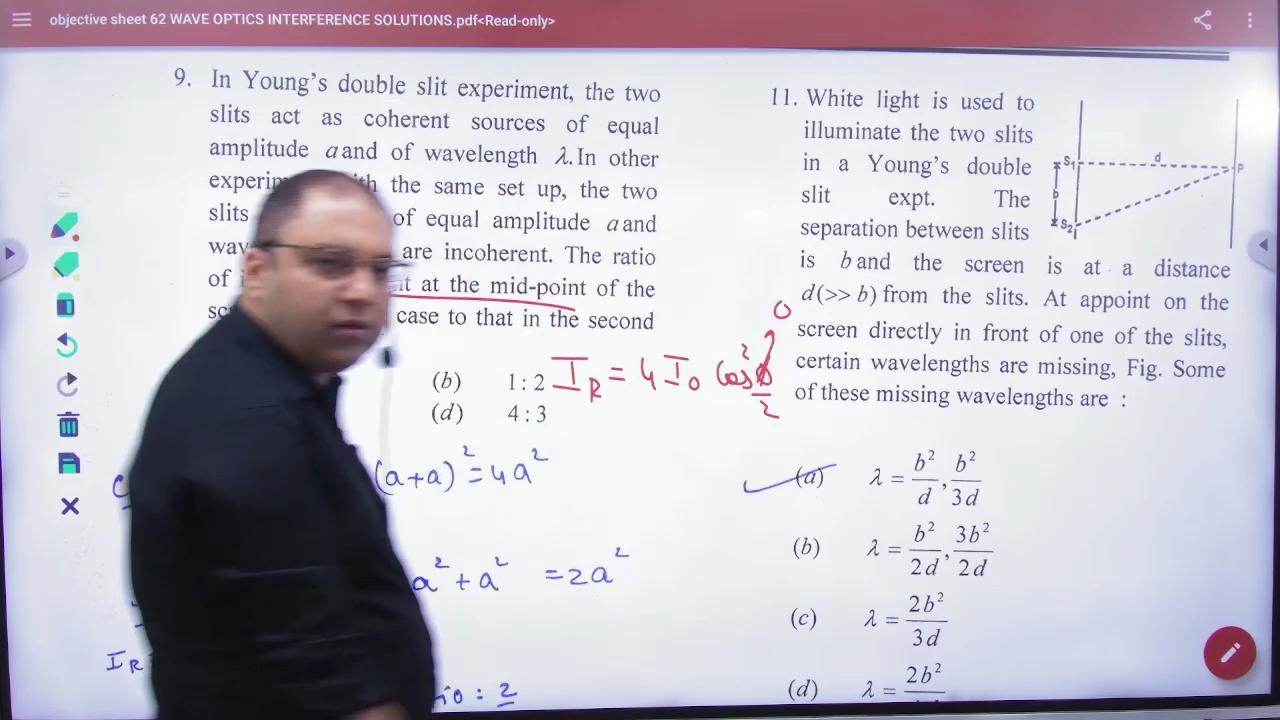 objective sheet 62 WAVE OPTICS INTERFERENCE SOLUTIONS.pdf<Read-only>
9. In Young's double slit experiment, the two
slits act as coherent sources of equal
amplitude a and of wavelength λ. In other
the same set up, the two
slits of equal amplitude a and
are incoherent. The ratio
of at the mid-point of the
case to that in the second
(b) 1 : 2
(d) 4 : 3
I_R = 4 I_0 cos² φ/2
0
(a+a)² = 4a²
a² + a² = 2a²
I_R
: 2
11. White light is used to
illuminate the two slits
in a Young's double
slit expt. The
separation between slits
is b and the screen is at a distance
d(>> b) from the slits. At appoint on the
screen directly in front of one of the slits,
certain wavelengths are missing, Fig. Some
of these missing wavelengths are :
S₁ d P
b
S₂
(a) λ = b²/d, b²/3d
(b) λ = b²/2d, 3b²/2d
(c) λ = 2b²/3d
(d) λ = 2b²